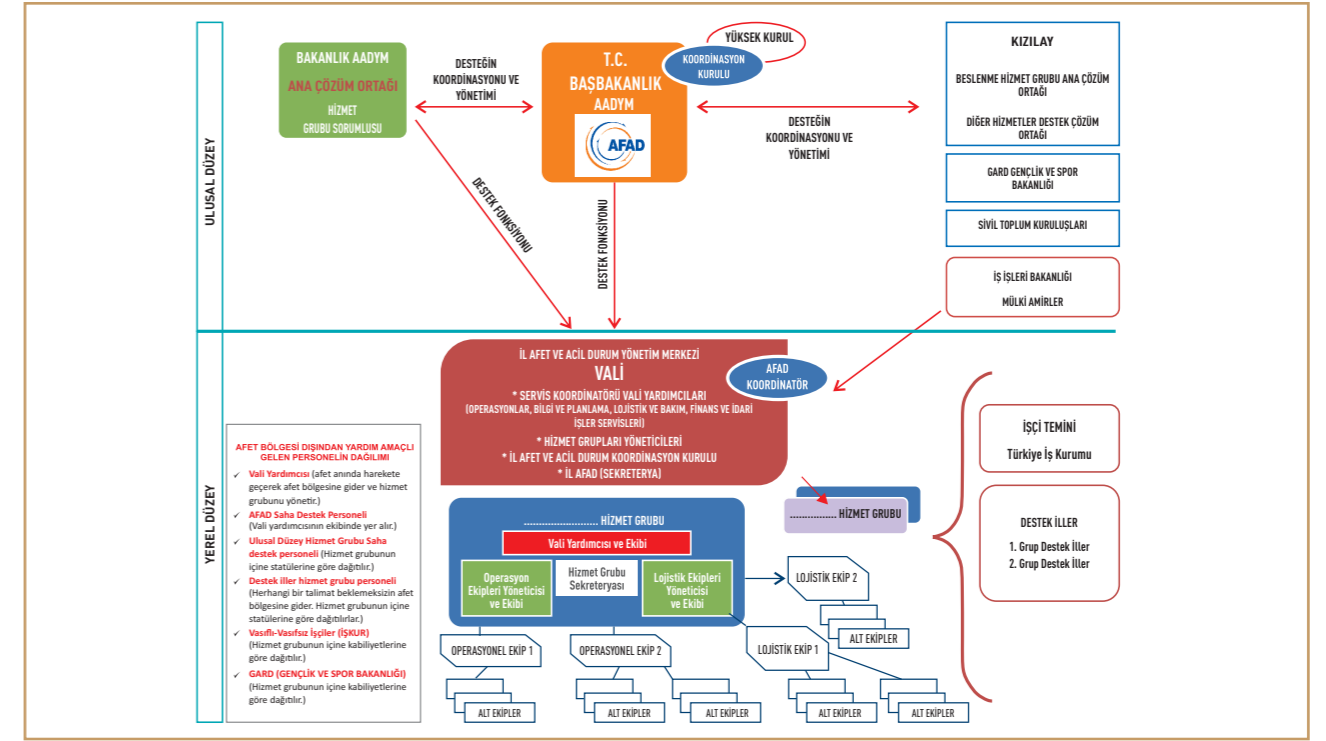 ULUSAL DÜZEY
BAKANLIK AADYM
ANA ÇÖZÜM ORTAĞI
HİZMET
GRUBU SORUMLUSU
DESTEĞİN
KOORDİNASYONU VE
YÖNETİMİ
T.C.
BAŞBAKANLIK
AADYM
AFAD
YÜKSEK KURUL
KOORDİNASYON
KURULU
DESTEĞİN
KOORDİNASYONU VE
YÖNETİMİ
KIZILAY
BESLENME HİZMET GRUBU ANA ÇÖZÜM
ORTAĞI
DİĞER HİZMETLER DESTEK ÇÖZÜM
ORTAĞI
GARD GENÇLİK VE SPOR
BAKANLIĞI
SİVİL TOPLUM KURULUŞLARI
İŞ İŞLERİ BAKANLIĞI
MÜLKİ AMİRLER
DESTEK FONKSİYONU
DESTEK FONKSİYONU
YEREL DÜZEY
İL AFET VE ACİL DURUM YÖNETİM MERKEZİ
VALİ
* SERVİS KOORDİNATÖRÜ VALİ YARDIMCILARI
(OPERASYONLAR, BİLGİ VE PLANLAMA, LOJİSTİK VE BAKIM, FİNANS VE İDARİ
İŞLER SERVİSLERİ)
* HİZMET GRUPLARI YÖNETİCİLERİ
* İL AFET VE ACİL DURUM KOORDİNASYON KURULU
* İL AFAD (SEKRETERYA)
AFAD
KOORDİNATÖR
AFET BÖLGESİ DIŞINDAN YARDIM AMAÇLI
GELEN PERSONELİN DAĞILIMI
✓ Vali Yardımcısı (afet anında harekete
geçerek afet bölgesine gider ve hizmet
grubunu yönetir.)
✓ AFAD Saha Destek Personeli
(Vali yardımcısının ekibinde yer alır.)
✓ Ulusal Düzey Hizmet Grubu Saha
destek personeli (Hizmet grubunun
içine statülerine göre dağıtılır.)
✓ Destek iller hizmet grubu personeli
(Herhangi bir talimat beklemeksizin afet
bölgesine gider. Hizmet grubunun içine
statülerine göre dağıtılırlar.)
✓ Vasıflı-Vasıfsız İşçiler (İŞKUR)
(Hizmet grubunun içine kabiliyetlerine
göre dağıtılır.)
✓ GARD (GENÇLİK VE SPOR BAKANLIĞI)
(Hizmet grubunun içine kabiliyetlerine
göre dağıtılır.)
......................... HİZMET GRUBU
Vali Yardımcısı ve Ekibi
Operasyon
Ekipleri Yöneticisi
ve Ekibi
Hizmet Grubu
Sekreteryası
Lojistik Ekipleri
Yöneticisi
ve Ekibi
................ HİZMET GRUBU
LOJİSTİK EKİP 2
ALT EKİPLER
OPERASYONEL EKİP 1
OPERASYONEL EKİP 2
LOJİSTİK EKİP 1
ALT EKİPLER
ALT EKİPLER
ALT EKİPLER
ALT EKİPLER
ALT EKİPLER
İŞÇİ TEMİNİ
Türkiye İş Kurumu
DESTEK İLLER
1. Grup Destek İller
2. Grup Destek İller